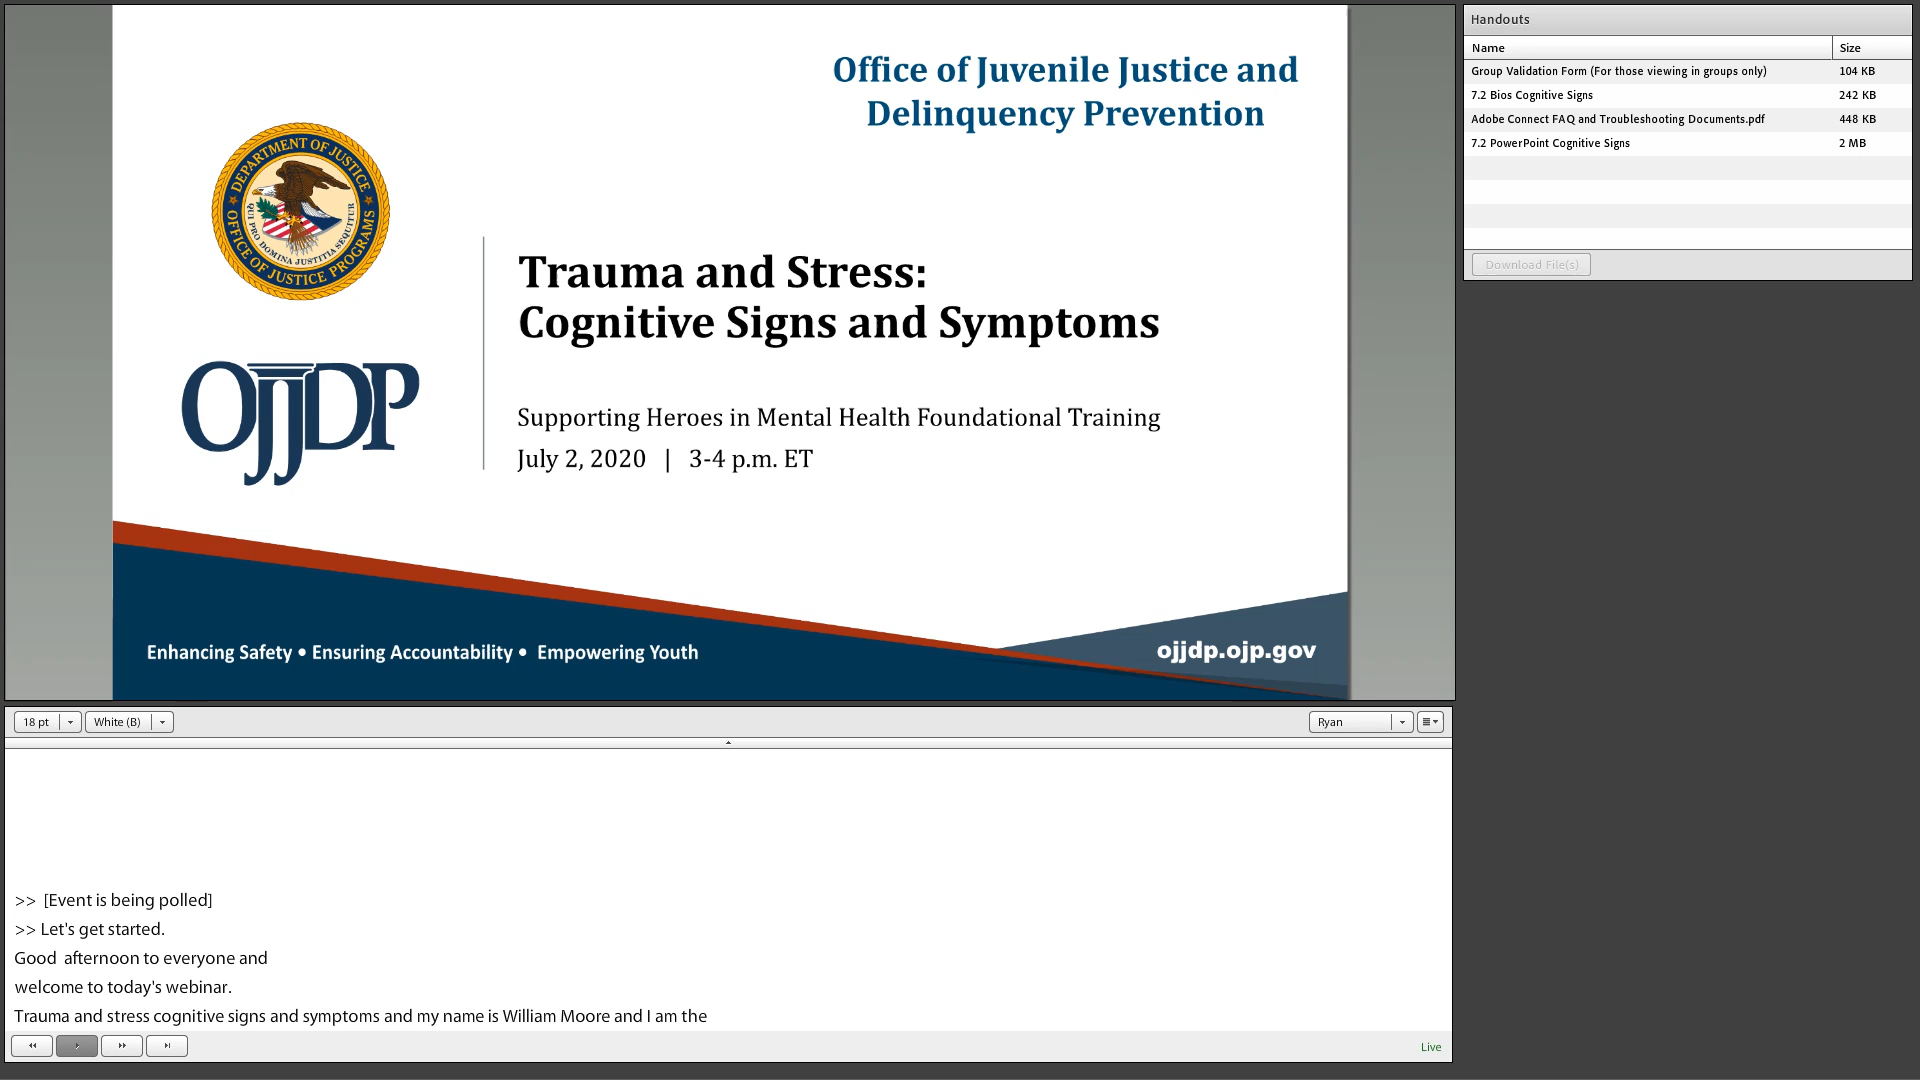 Office of Juvenile Justice and
Delinquency Prevention
DEPARTMENT OF JUSTICE
QUI PRO DOMINA JUSTITIA SEQUITUR
OFFICE OF JUSTICE PROGRAMS
OJJDP
Trauma and Stress:
Cognitive Signs and Symptoms
Supporting Heroes in Mental Health Foundational Training
July 2, 2020 | 3-4 p.m. ET
Enhancing Safety • Ensuring Accountability • Empowering Youth
ojjdp.ojp.gov
Handouts
Name Size
Group Validation Form (For those viewing in groups only) 104 KB
7.2 Bios Cognitive Signs 242 KB
Adobe Connect FAQ and Troubleshooting Documents.pdf 448 KB
7.2 PowerPoint Cognitive Signs 2 MB
Download File(s)
18 pt White (B) Ryan
>> [Event is being polled]
>> Let's get started.
Good afternoon to everyone and
welcome to today's webinar.
Trauma and stress cognitive signs and symptoms and my name is William Moore and I am the
Live